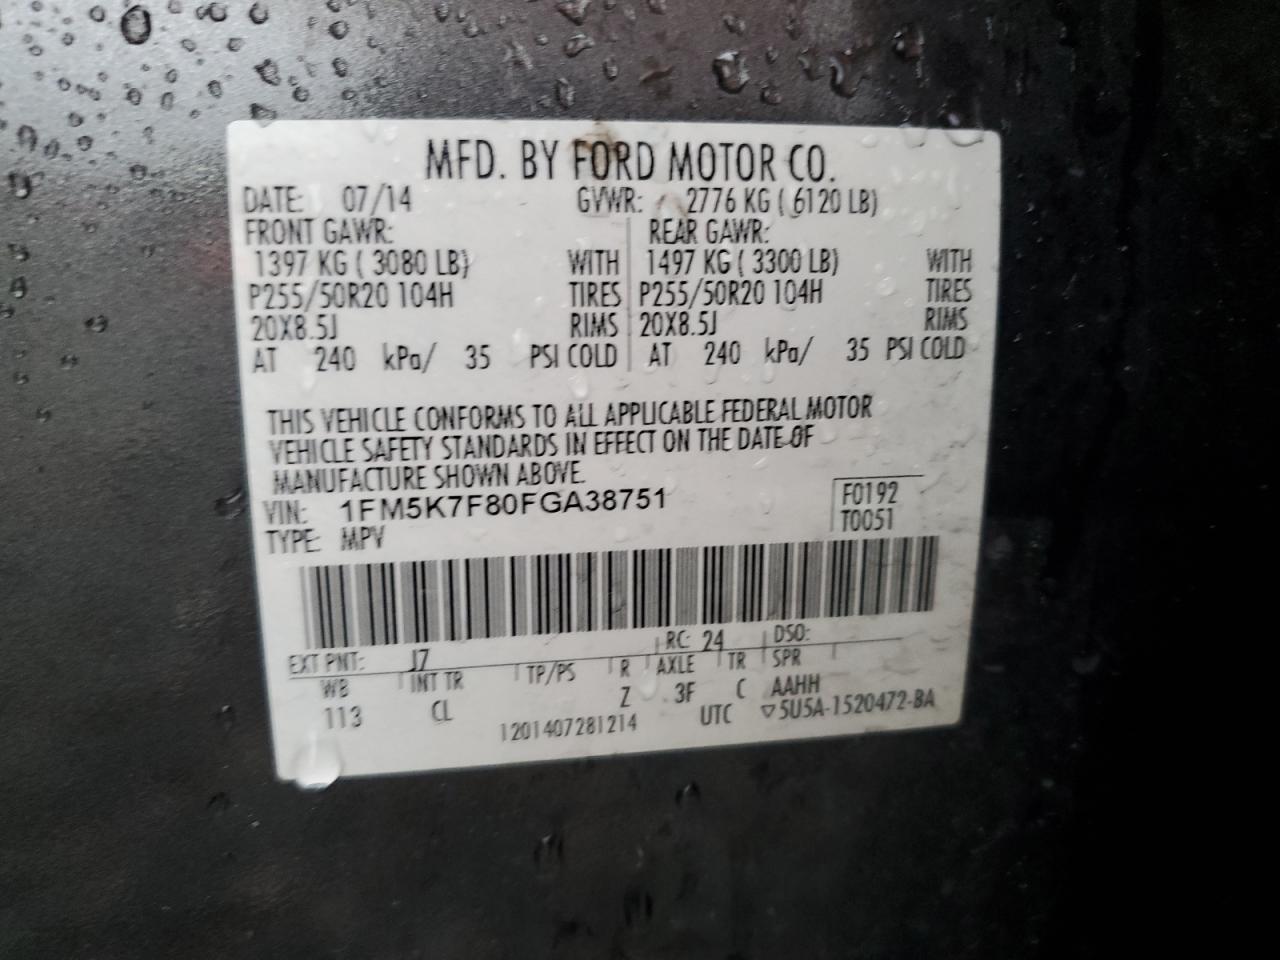 MFD. BY FORD MOTOR CO.
DATE: 07/14 GVWR: 2776 KG ( 6120 LB)
FRONT GAWR: REAR GAWR:
1397 KG ( 3080 LB) WITH 1497 KG ( 3300 LB) WITH
P255/50R20 104H TIRES P255/50R20 104H TIRES
20X8.5J RIMS 20X8.5J RIMS
AT 240 kPa/ 35 PSI COLD AT 240 kPa/ 35 PSI COLD
THIS VEHICLE CONFORMS TO ALL APPLICABLE FEDERAL MOTOR
VEHICLE SAFETY STANDARDS IN EFFECT ON THE DATE OF
MANUFACTURE SHOWN ABOVE.
VIN: 1FM5K7F80FGA38751 F0192
TYPE: MPV T0051
EXT PNT: J7 RC: 24 DSO:
WB INT TR TP/PS R AXLE TR SPR
113 CL Z 3F C AAHH
1201407281214 UTC ▽5U5A-1520472-BA